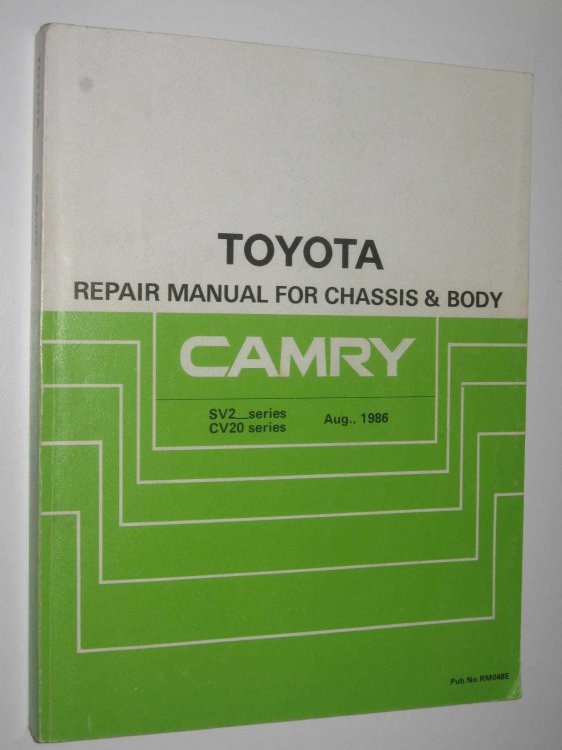 TOYOTA
REPAIR MANUAL FOR CHASSIS & BODY
CAMRY
SV2_series
CV20 series
Aug., 1986
Pub.No.RM048E